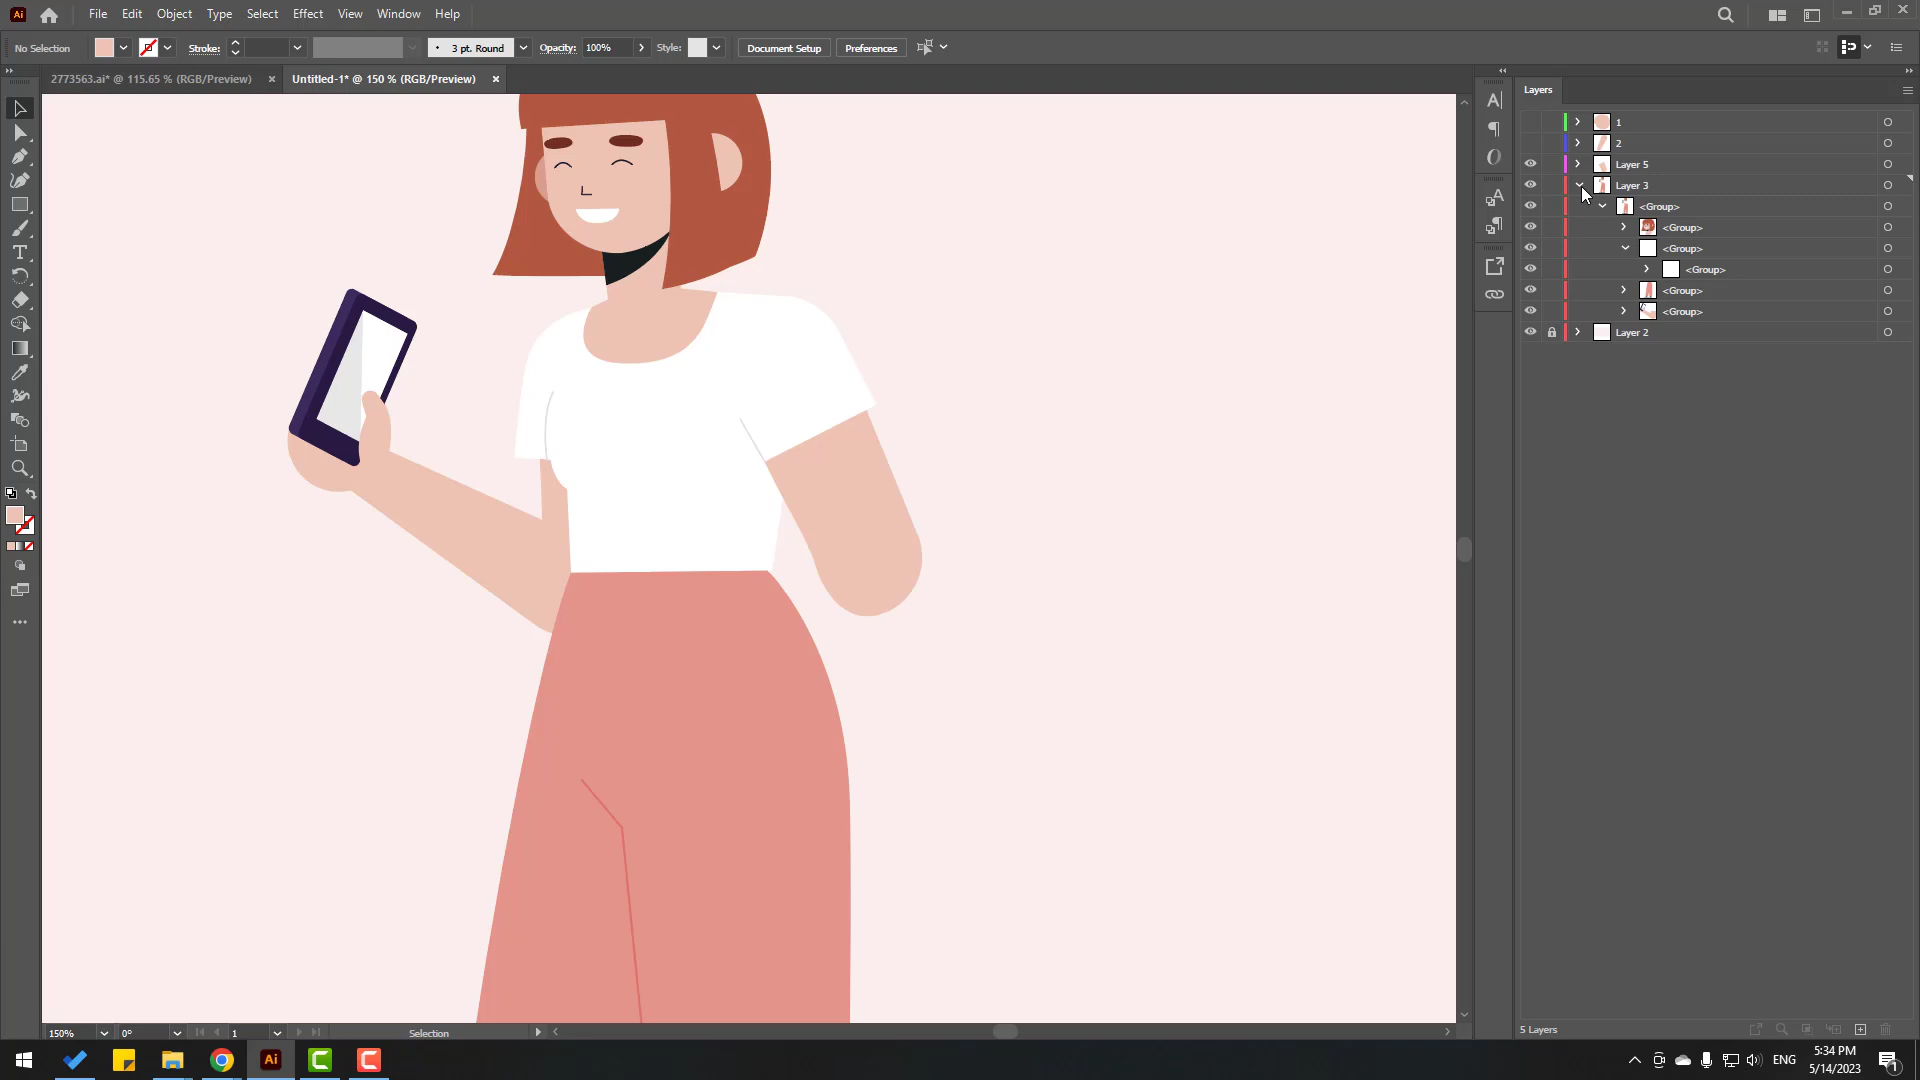 Ai File Edit Object Type Select Effect View Window Help
No Selection Stroke: 3 pt. Round Opacity: 100% Style: Document Setup Preferences
2773563.ai* @ 115.65 % (RGB/Preview) × Untitled-1* @ 150 % (RGB/Preview) ×
Layers
1
2
Layer 5
Layer 3
<Group>
<Group>
<Group>
<Group>
<Group>
<Group>
Layer 2
150% 0° 1 Selection
5 Layers
Ai ENG 5:34 PM
5/14/2023 1